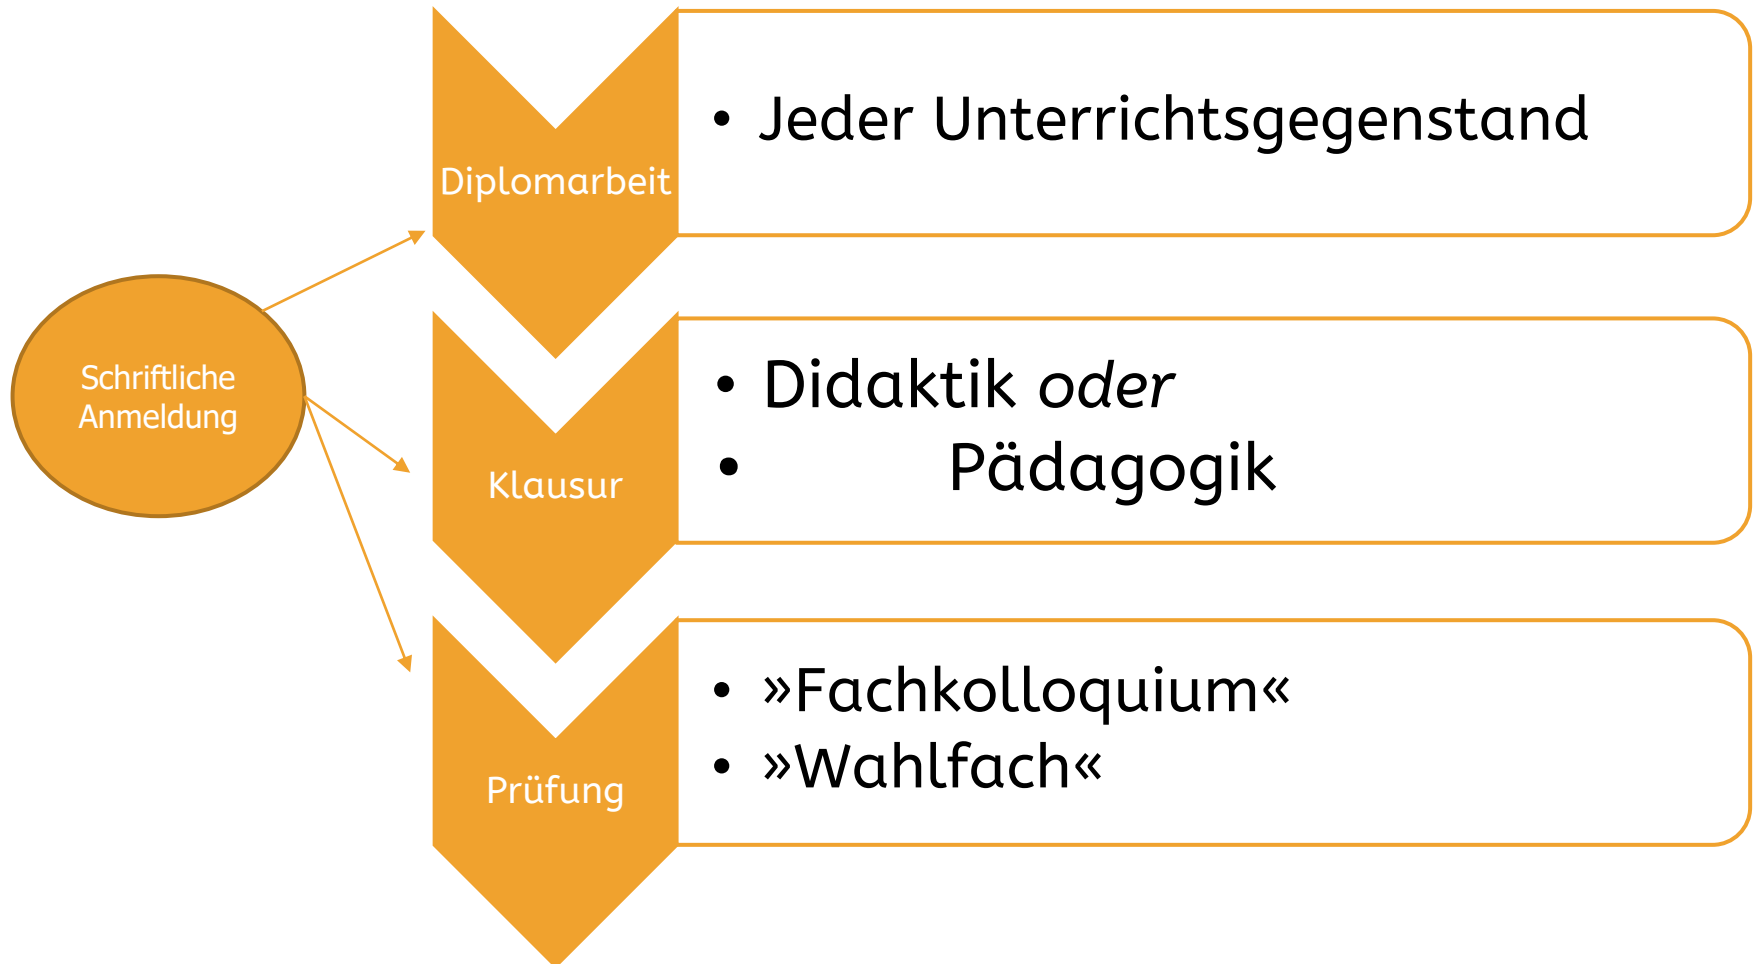 Diplomarbeit
• Jeder Unterrichtsgegenstand
Schriftliche
Anmeldung
Klausur
• Didaktik oder
• Pädagogik
Prüfung
• »Fachkolloquium«
• »Wahlfach«